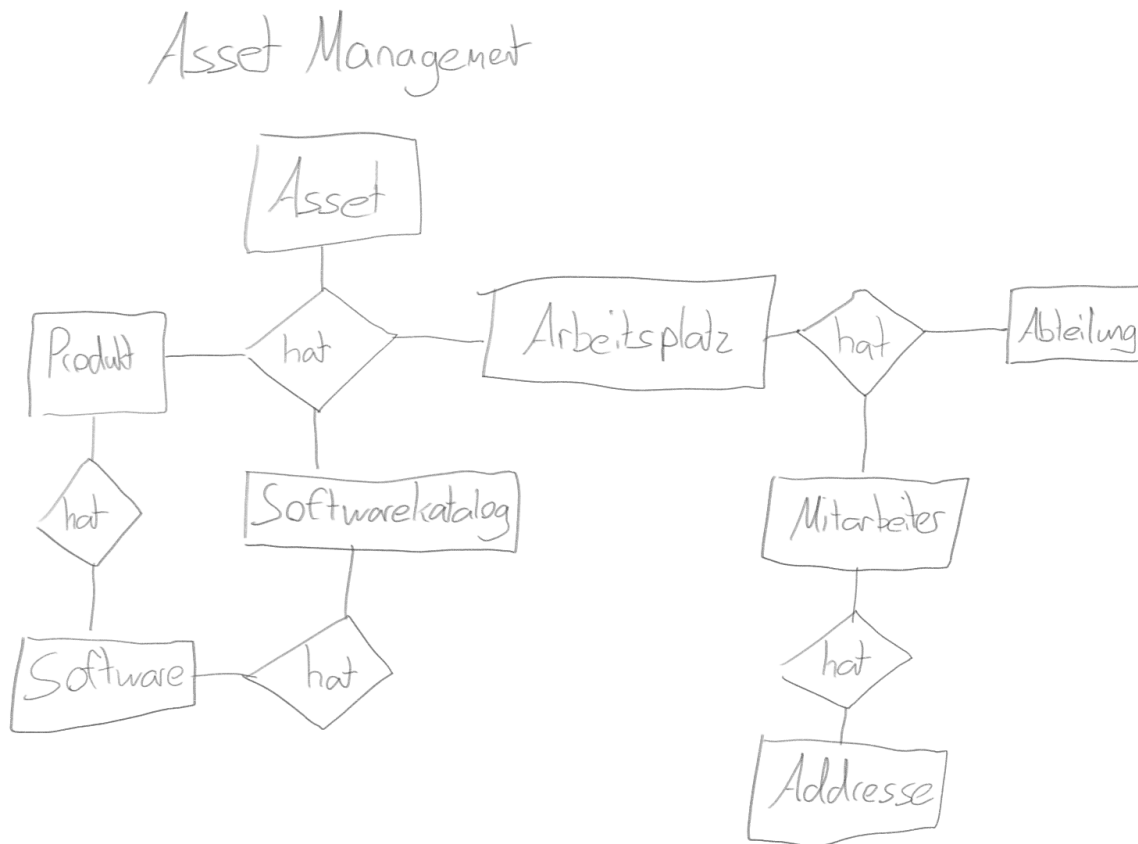 Asset Management
Asset
Produkt
hat
Arbeitsplatz
hat
Abteilung
hat
Softwarekatalog
Mitarbeiter
Software
hat
hat
Addresse